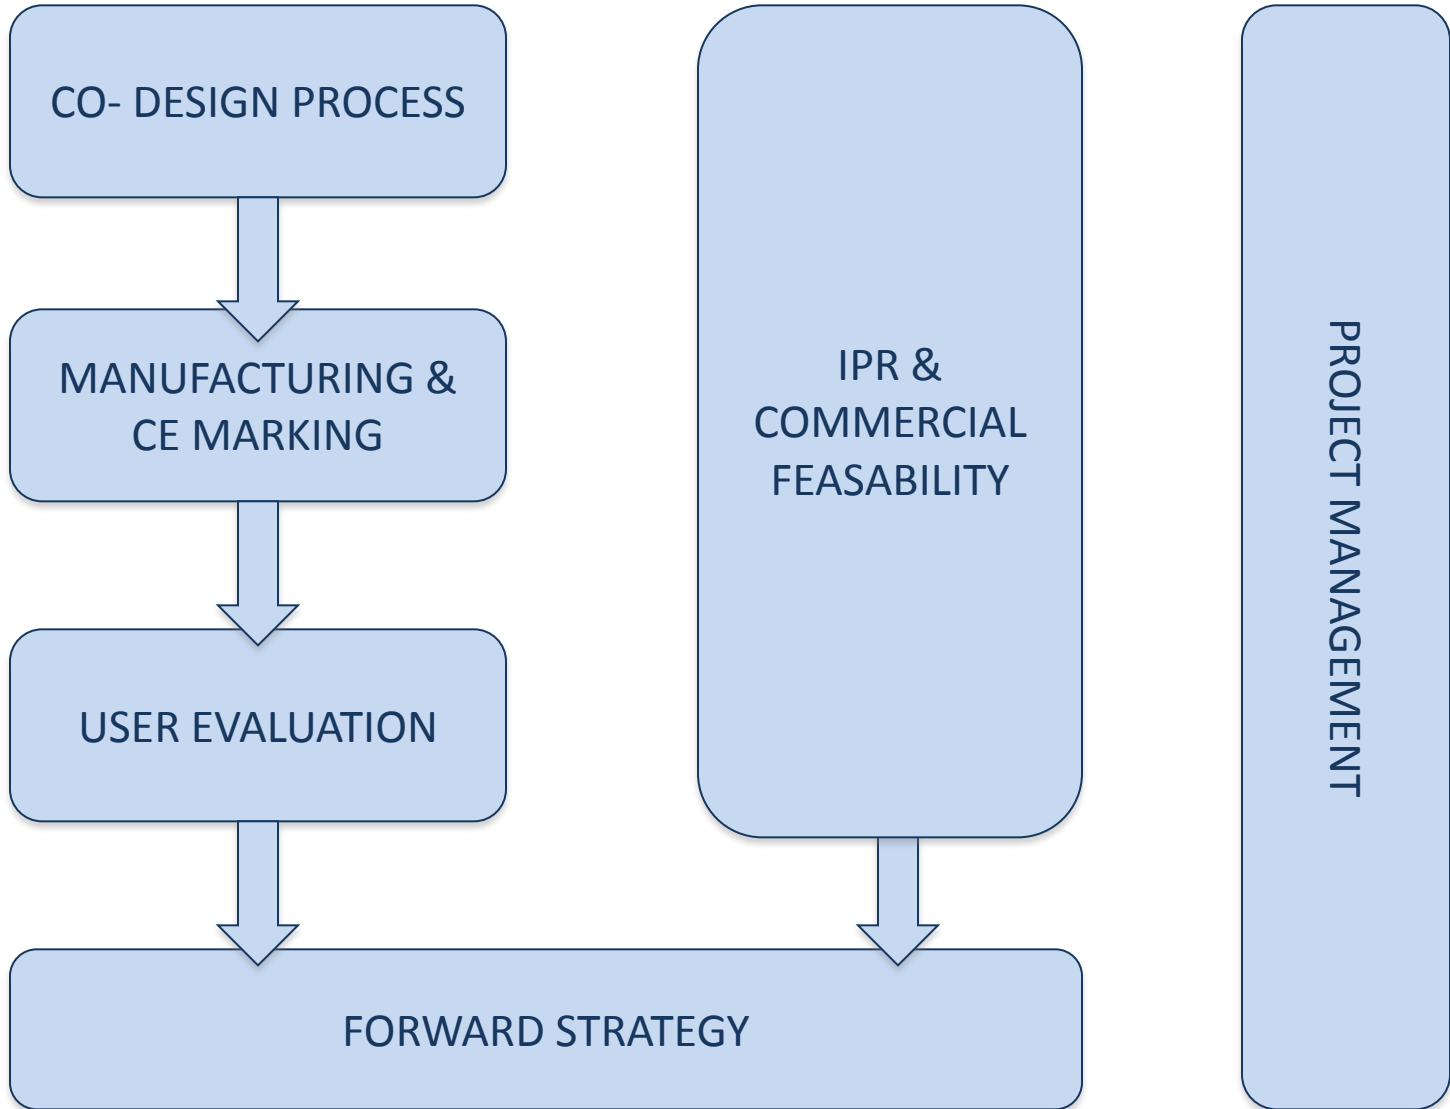 CO- DESIGN PROCESS
MANUFACTURING &
CE MARKING
USER EVALUATION
IPR &
COMMERCIAL
FEASABILITY
FORWARD STRATEGY
PROJECT MANAGEMENT